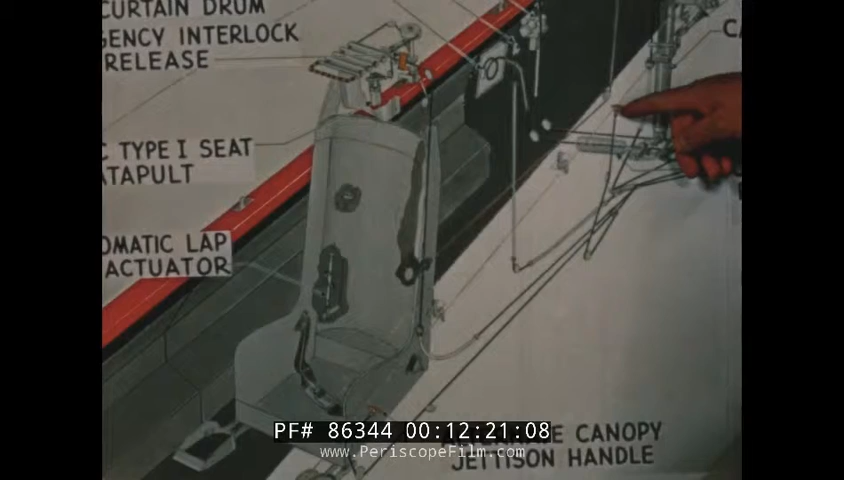 CURTAIN DRUM
GENCY INTERLOCK
RELEASE
C TYPE I SEAT
ATAPULT
OMATIC LAP
ACTUATOR
CA
PF# 86344 00:12:21:08
CANOPY
www.PeriscopeFilm.com
JETTISON HANDLE